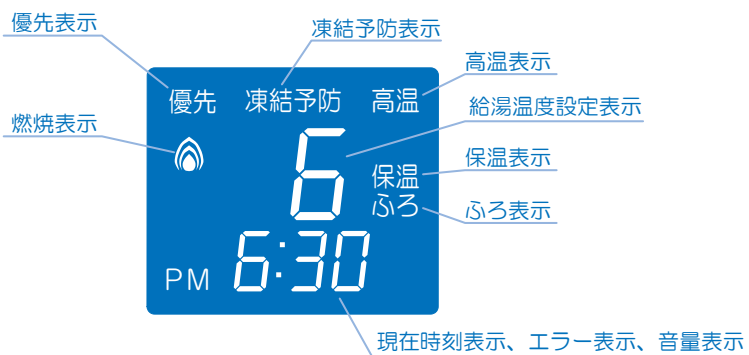 優先表示
凍結予防表示
高温表示
優先 凍結予防 高温
給湯温度設定表示
燃焼表示
6
保温表示
保温
ふろ
ふろ表示
PM 6:30
現在時刻表示、エラー表示、音量表示